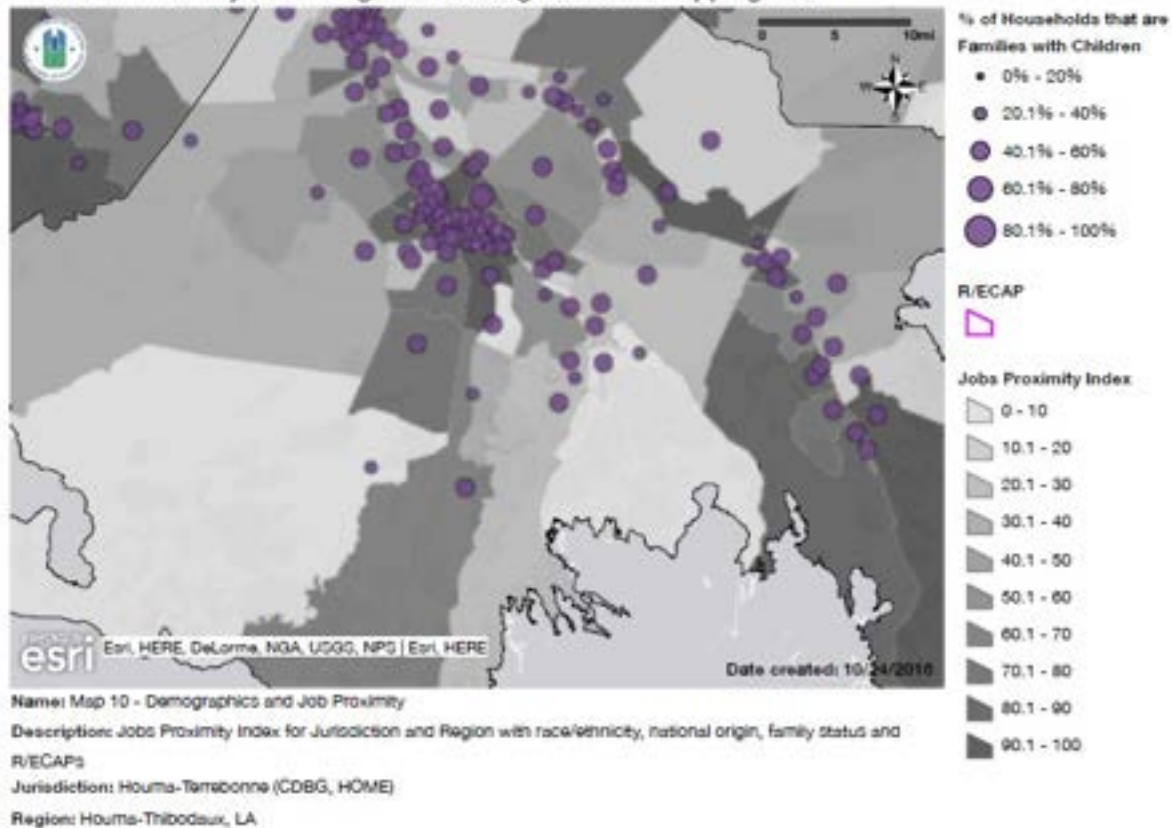 0 5 10mi
W E
S
esri
Esri, HERE, DeLorme, NGA, USGS, NPS | Esri, HERE
Date created: 10/24/2016
Name: Map 10 - Demographics and Job Proximity
Description: Jobs Proximity Index for Jurisdiction and Region with race/ethnicity, national origin, family status and
R/ECAPs
Jurisdiction: Houma-Terrebonne (CDBG, HOME)
Region: Houma-Thibodaux, LA
% of Households that are
Families with Children
0% - 20%
20.1% - 40%
40.1% - 60%
60.1% - 80%
80.1% - 100%
R/ECAP
Jobs Proximity Index
0 - 10
10.1 - 20
20.1 - 30
30.1 - 40
40.1 - 50
50.1 - 60
60.1 - 70
70.1 - 80
80.1 - 90
90.1 - 100